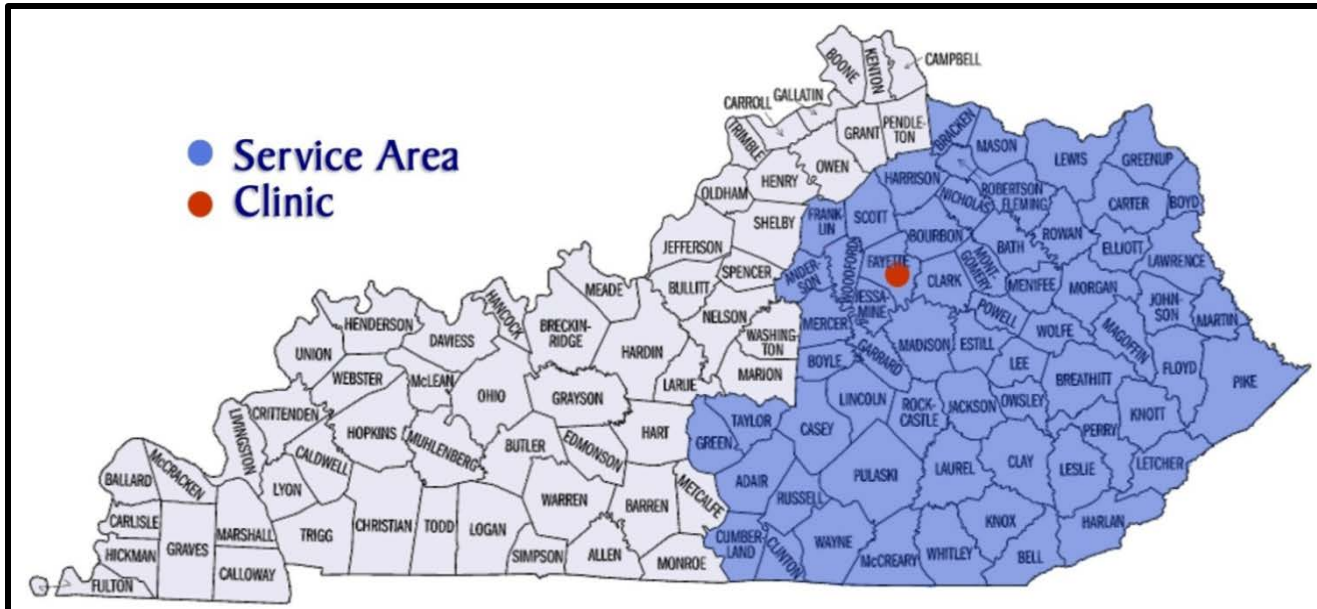 Service Area
Clinic
BOONE
KENTON
CAMPBELL
GALLATIN
CARROLL
TRIMBLE
GRANT
PENDLE-
TON
OWEN
HENRY
OLDHAM
SHELBY
JEFFERSON
SPENCER
BULLITT
NELSON
WASHING-
TON
MARION
MEADE
HANCOCK
BRECKIN-
RIDGE
HARDIN
LARUE
HENDERSON
DAVIESS
UNION
WEBSTER
McLEAN
OHIO
GRAYSON
HART
CRITTENDEN
LIVINGSTON
HOPKINS
MUHLENBERG
BUTLER
EDMONSON
CALDWELL
LYON
WARREN
BARREN
METCALFE
BALLARD
McCRACKEN
CARLISLE
HICKMAN
FULTON
GRAVES
MARSHALL
CALLOWAY
TRIGG
CHRISTIAN
TODD
LOGAN
SIMPSON
ALLEN
MONROE
BRACKEN
MASON
LEWIS
GREENUP
HARRISON
ROBERTSON
NICHOLAS
FLEMING
CARTER
BOYD
FRANK-
LIN
SCOTT
BOURBON
BATH
ROWAN
ELLIOTT
LAWRENCE
ANDER-
SON
WOODFORD
FAYETTE
CLARK
MONT-
GOMERY
MENIFEE
MORGAN
JOHN-
SON
MARTIN
MERCER
POWELL
WOLFE
MAGOFFIN
BOYLE
GARRARD
MADISON
ESTILL
LEE
BREATHITT
FLOYD
PIKE
LINCOLN
ROCK-
CASTLE
JACKSON
OWSLEY
PERRY
KNOTT
GREEN
TAYLOR
CASEY
ADAIR
RUSSELL
PULASKI
LAUREL
CLAY
LESLIE
LETCHER
CUMBER-
LAND
CLINTON
WAYNE
McCREARY
WHITLEY
KNOX
BELL
HARLAN